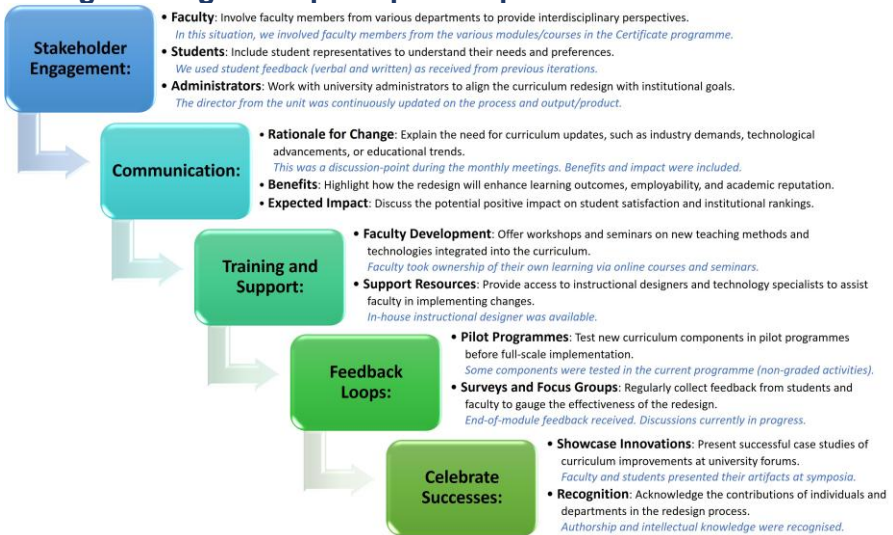 Stakeholder
Engagement:
• Faculty: Involve faculty members from various departments to provide interdisciplinary perspectives.
In this situation, we involved faculty members from the various modules/courses in the Certificate programme.
• Students: Include student representatives to understand their needs and preferences.
We used student feedback (verbal and written) as received from previous iterations.
• Administrators: Work with university administrators to align the curriculum redesign with institutional goals.
The director from the unit was continuously updated on the process and output/product.
Communication:
• Rationale for Change: Explain the need for curriculum updates, such as industry demands, technological
advancements, or educational trends.
This was a discussion-point during the monthly meetings. Benefits and impact were included.
• Benefits: Highlight how the redesign will enhance learning outcomes, employability, and academic reputation.
• Expected Impact: Discuss the potential positive impact on student satisfaction and institutional rankings.
Training and
Support:
• Faculty Development: Offer workshops and seminars on new teaching methods and
technologies integrated into the curriculum.
Faculty took ownership of their own learning via online courses and seminars.
• Support Resources: Provide access to instructional designers and technology specialists to assist
faculty in implementing changes.
In-house instructional designer was available.
Feedback
Loops:
• Pilot Programmes: Test new curriculum components in pilot programmes
before full-scale implementation.
Some components were tested in the current programme (non-graded activities).
• Surveys and Focus Groups: Regularly collect feedback from students and
faculty to gauge the effectiveness of the redesign.
End-of-module feedback received. Discussions currently in progress.
Celebrate
Successes:
• Showcase Innovations: Present successful case studies of
curriculum improvements at university forums.
Faculty and students presented their artifacts at symposia.
• Recognition: Acknowledge the contributions of individuals and
departments in the redesign process.
Authorship and intellectual knowledge were recognised.